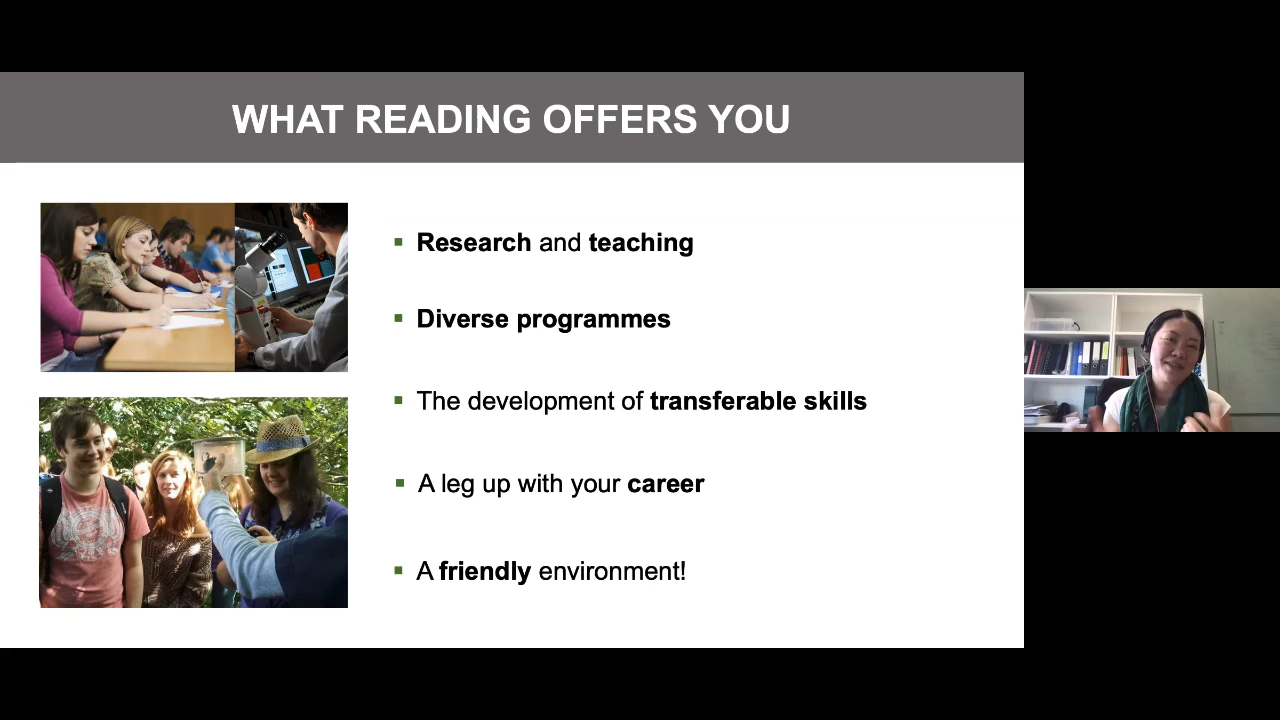 WHAT READING OFFERS YOU
Research and teaching
Diverse programmes
The development of transferable skills
A leg up with your career
A friendly environment!